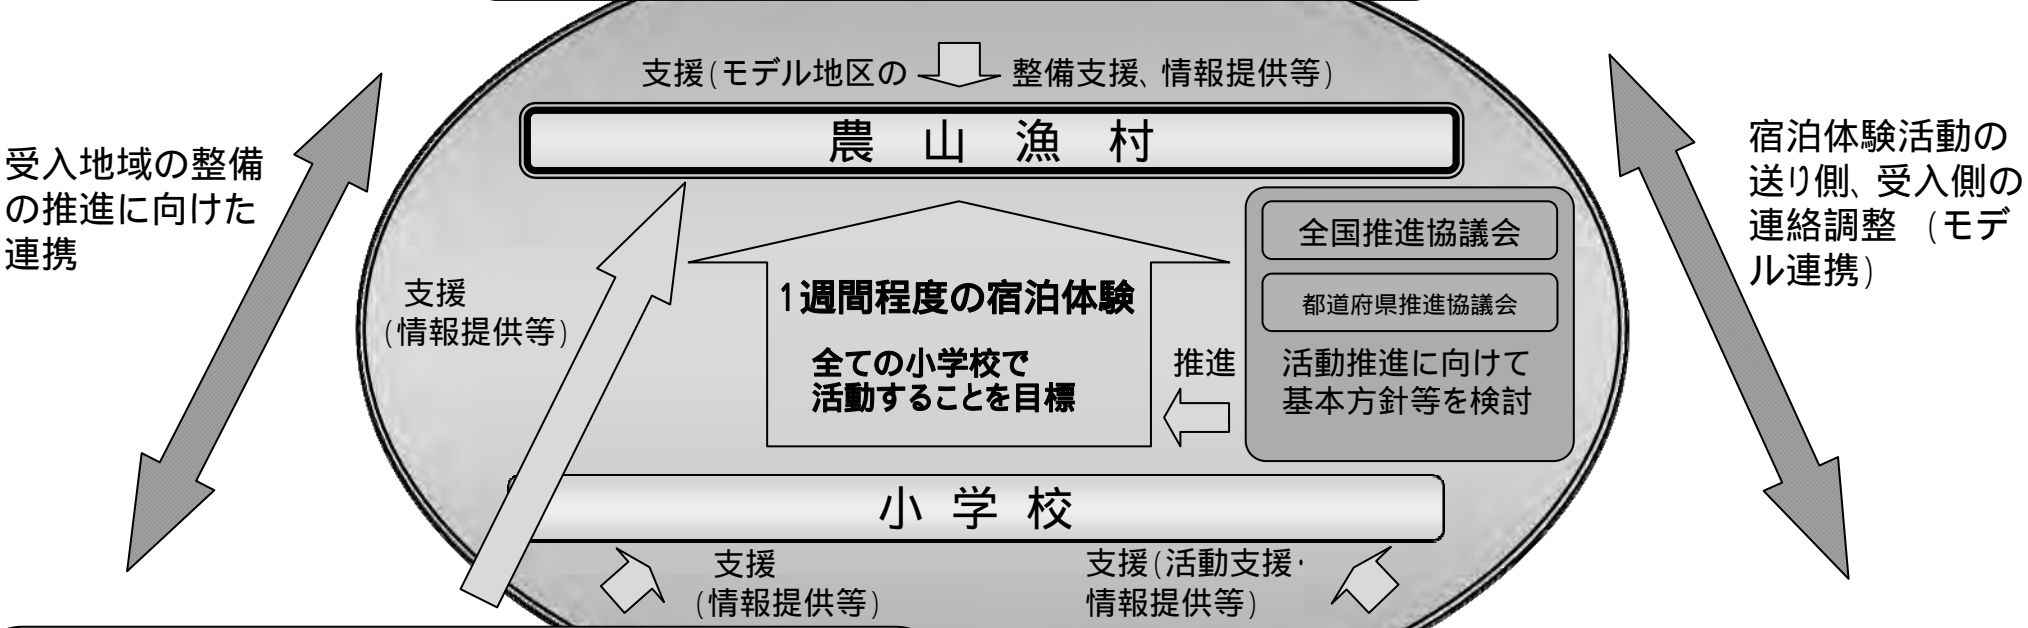 支援(モデル地区の 整備支援、情報提供等)
農山漁村
受入地域の整備
の推進に向けた
連携
宿泊体験活動の
送り側、受入側の
連絡調整 (モデ
ル連携)
全国推進協議会
都道府県推進協議会
活動推進に向けて
基本方針等を検討
支援
(情報提供等)
1週間程度の宿泊体験
全ての小学校で
活動することを目標
推進
小学校
支援
(情報提供等)
支援(活動支援・
情報提供等)